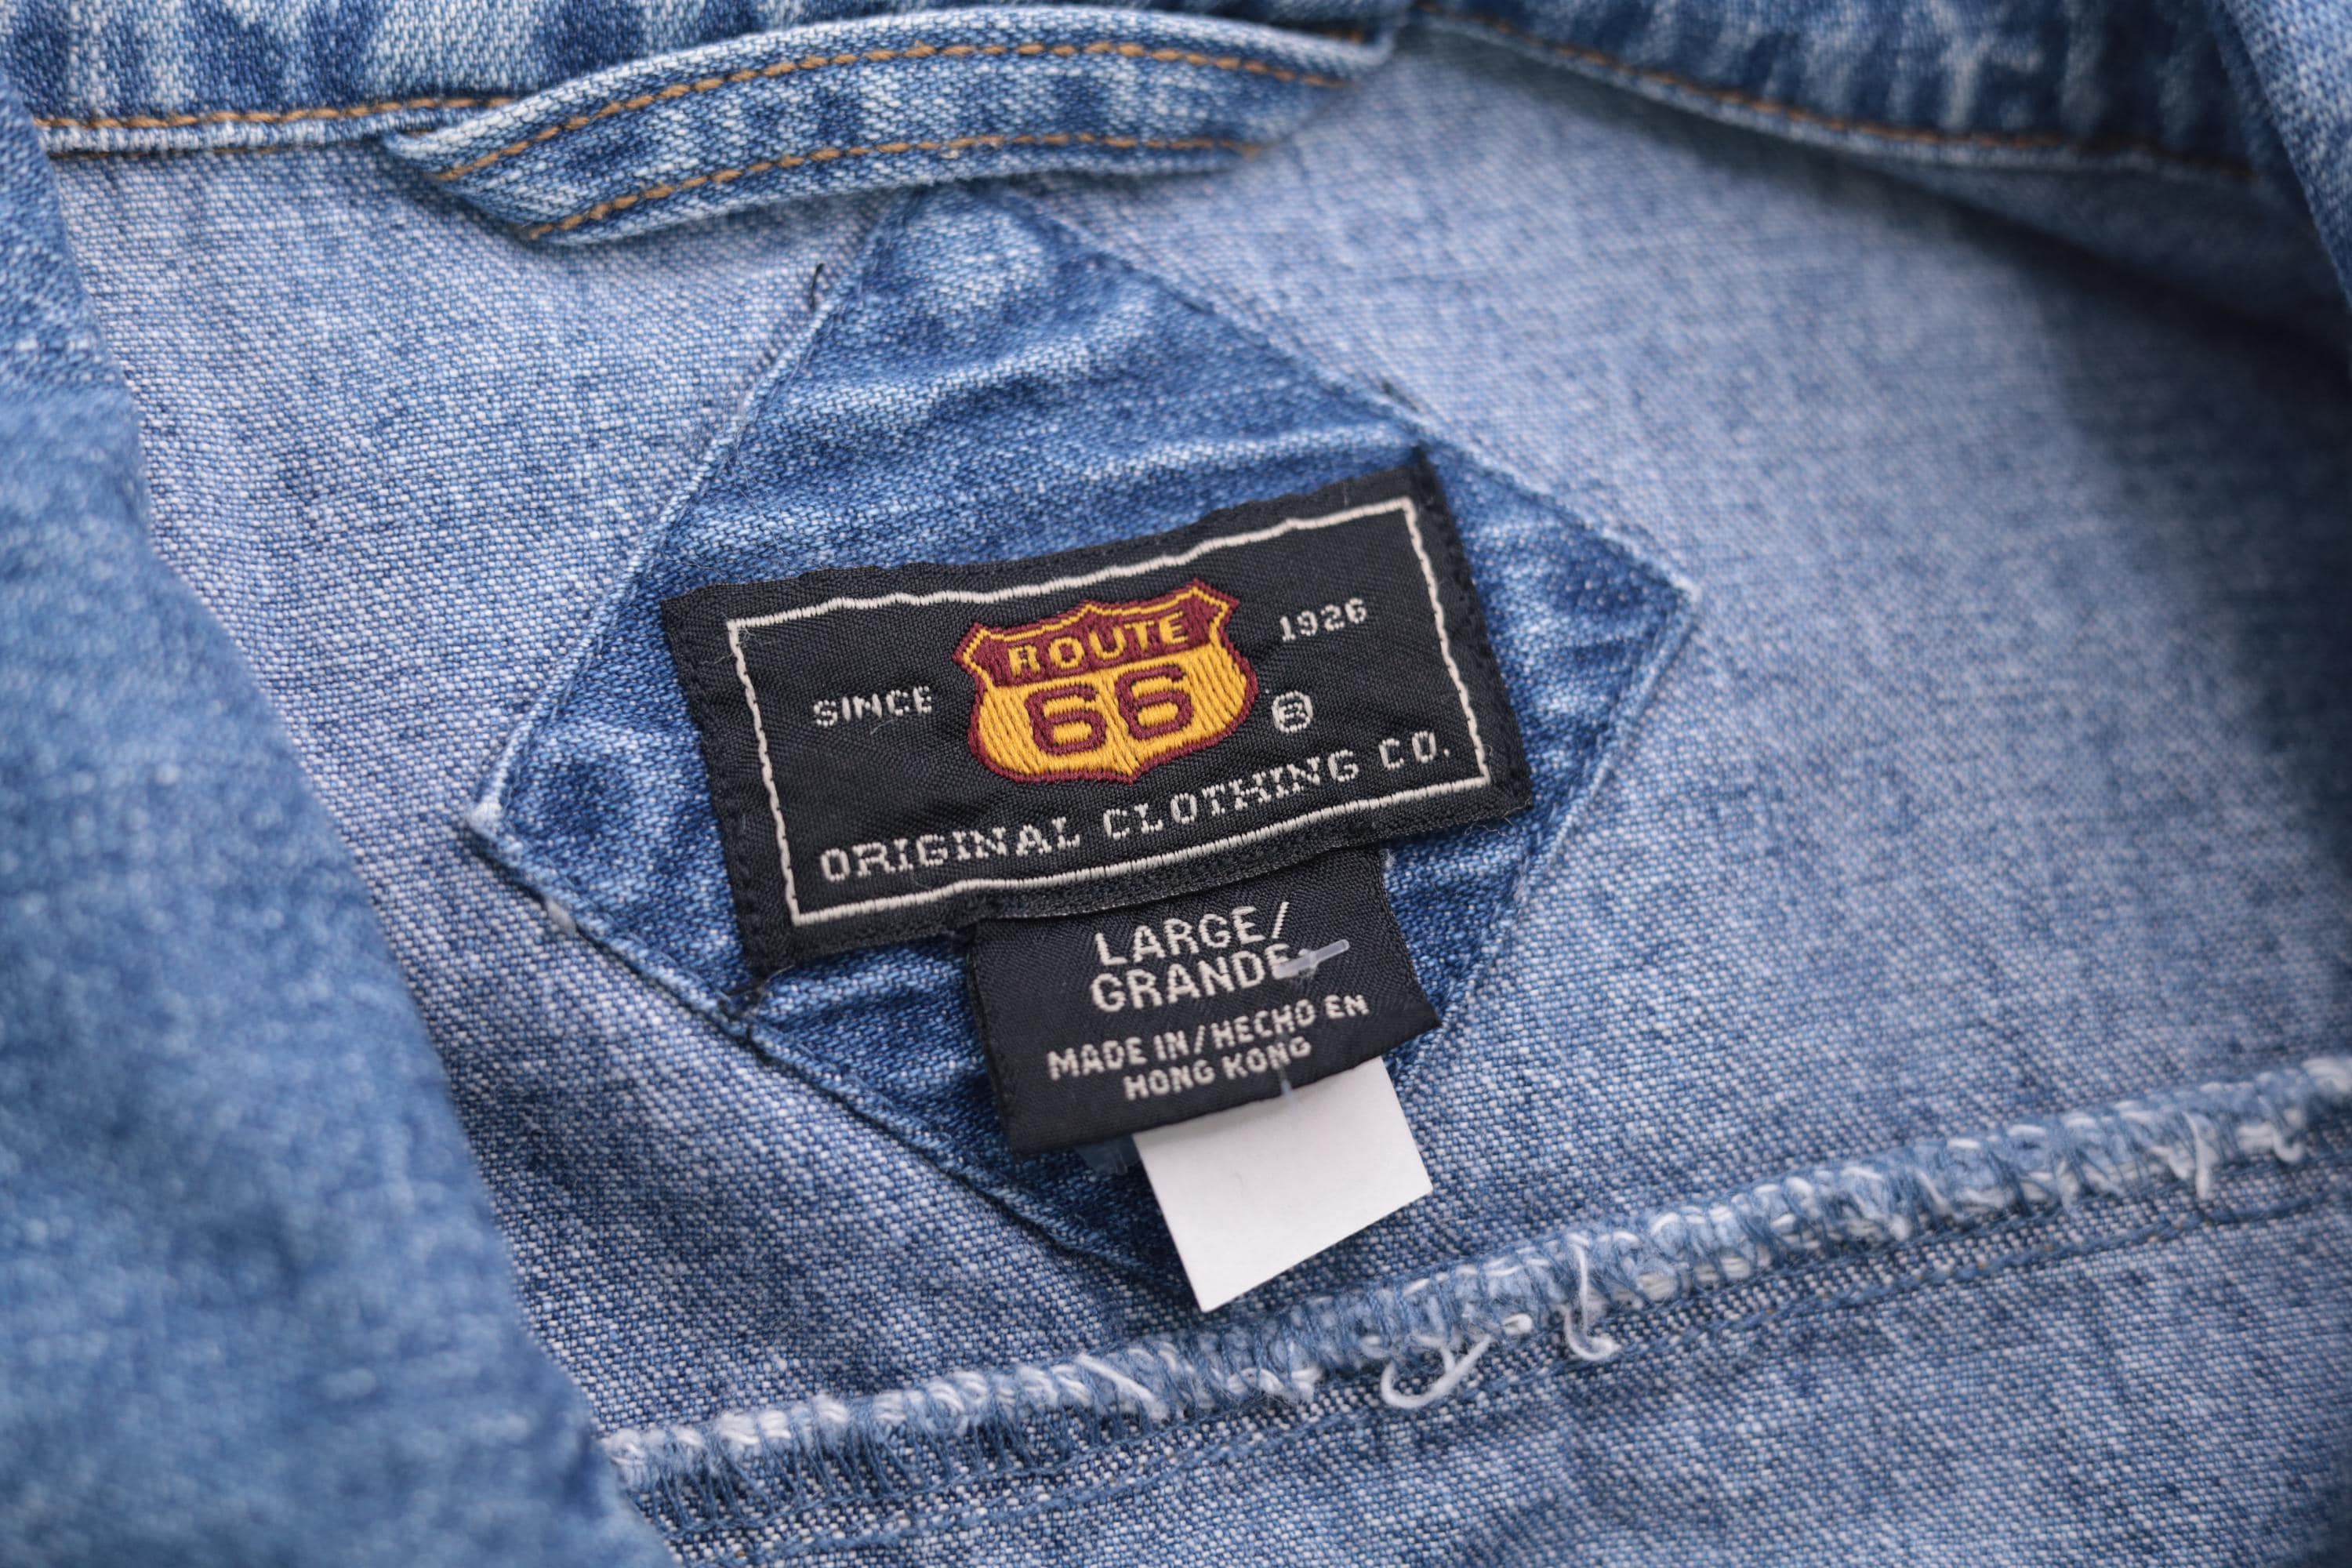 SINCE ROUTE 66 1926 ®
ORIGINAL CLOTHING CO.
LARGE/
GRANDE
MADE IN/HECHO EN
HONG KONG